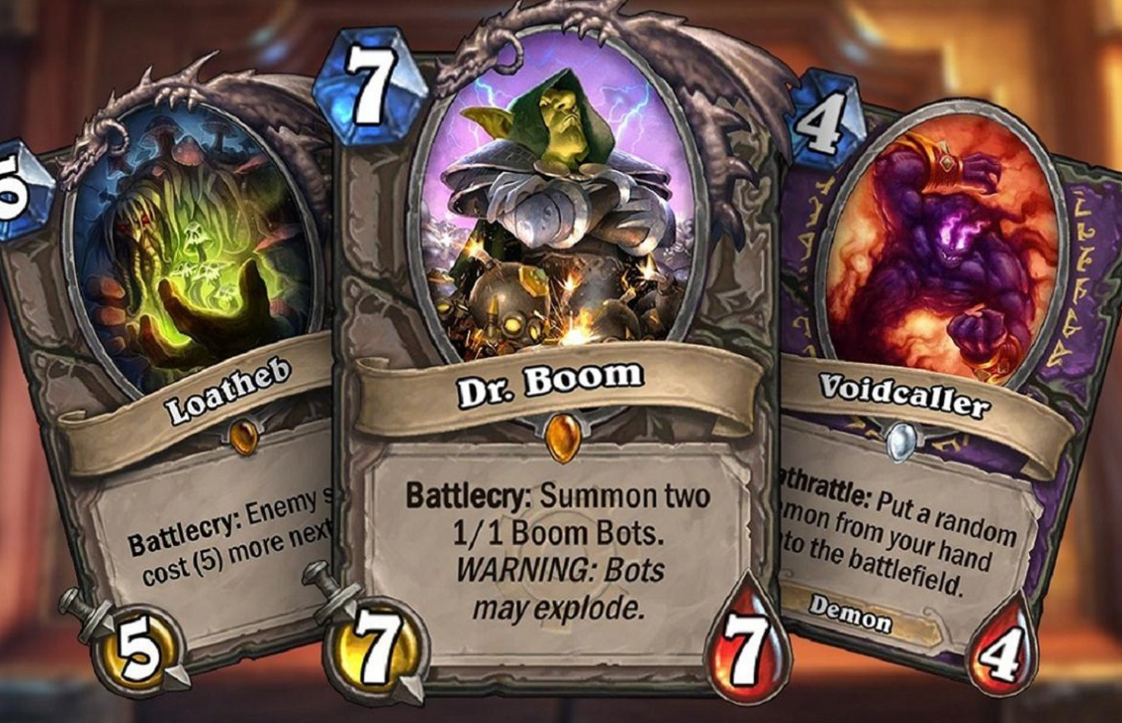 5
Loatheb
Battlecry: Enemy
cost (5) more next
5
7
Dr. Boom
Battlecry: Summon two
1/1 Boom Bots.
WARNING: Bots
may explode.
7
7
4
Voidcaller
Put a random
from your hand
the battlefield.
Demon
4